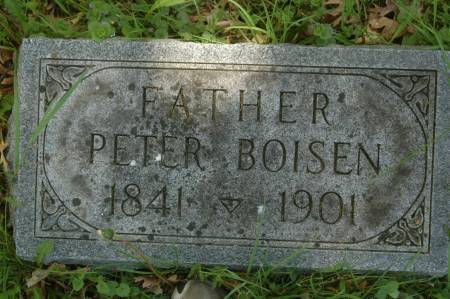 FATHER
PETER BOISEN
1841 1901